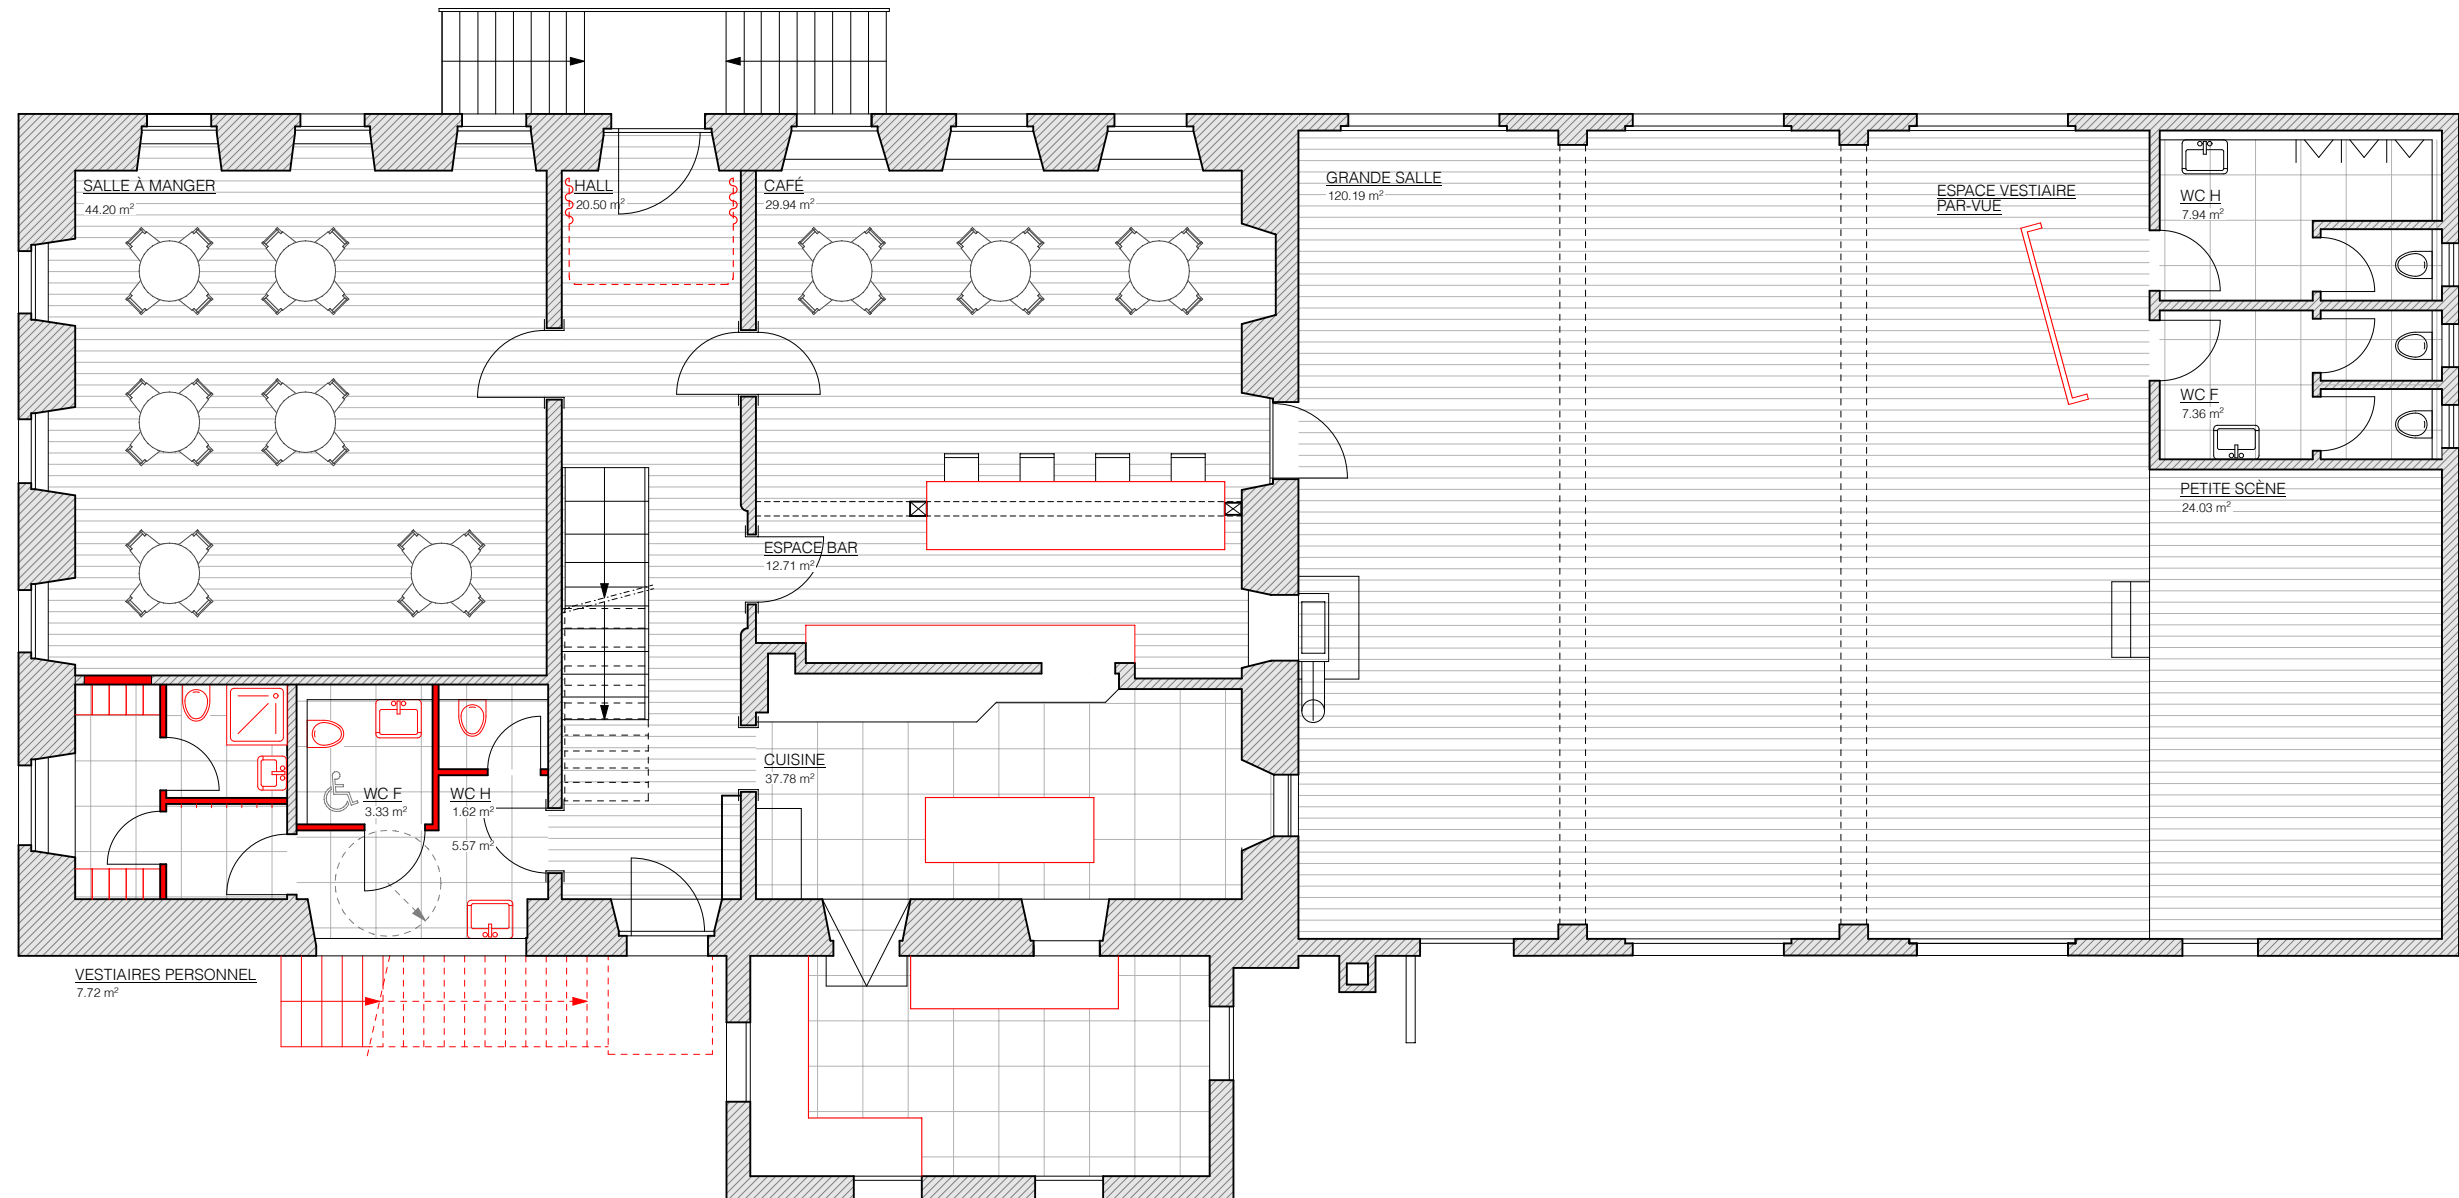 SALLE À MANGER
44.20 m²
HALL
20.50 m²
CAFÉ
29.94 m²
GRANDE SALLE
120.19 m²
ESPACE VESTIAIRE
PAR-VUE
WC H
7.94 m²
WC F
7.36 m²
PETITE SCÈNE
24.03 m²
ESPACE BAR
12.71 m²
CUISINE
37.78 m²
WC F
3.33 m²
WC H
1.62 m²
5.57 m²
VESTIAIRES PERSONNEL
7.72 m²